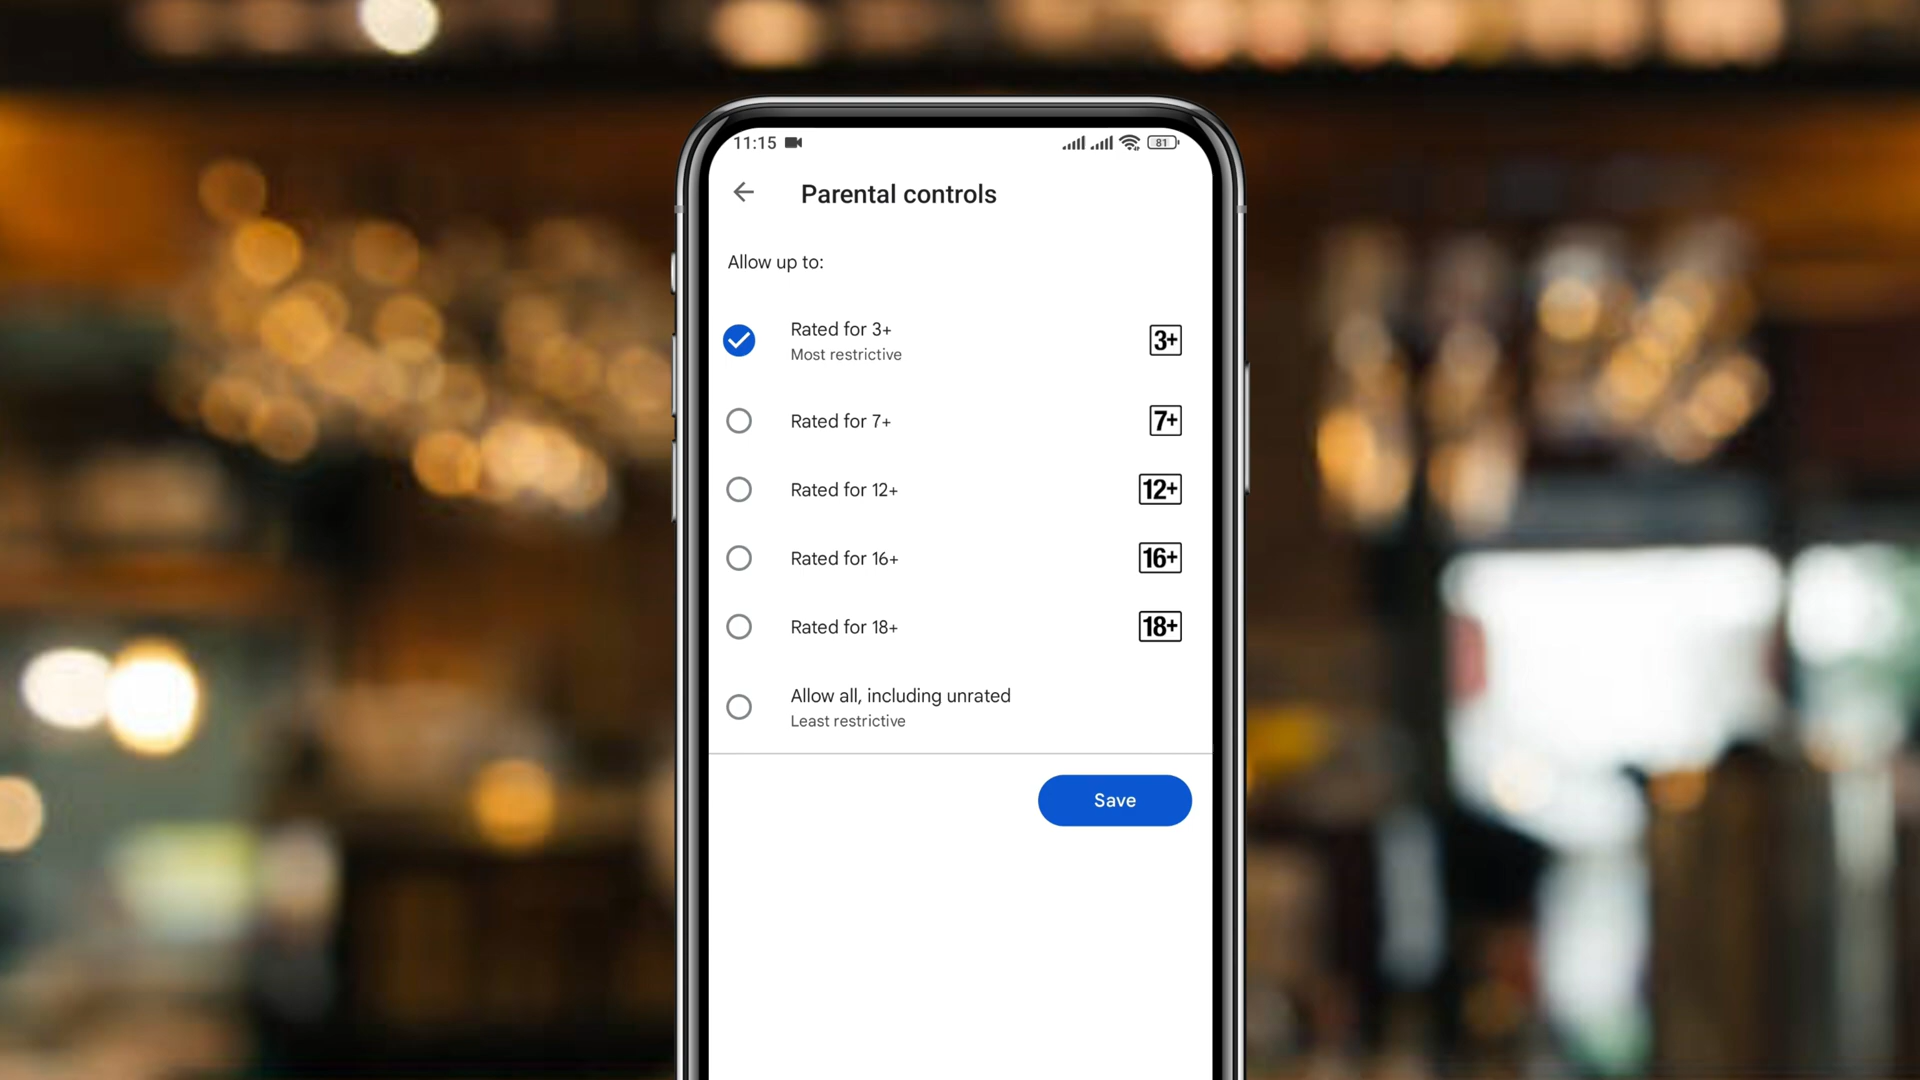 11:15
81
Parental controls
Allow up to:
Rated for 3+
Most restrictive
3+
Rated for 7+
7+
Rated for 12+
12+
Rated for 16+
16+
Rated for 18+
18+
Allow all, including unrated
Least restrictive
Save